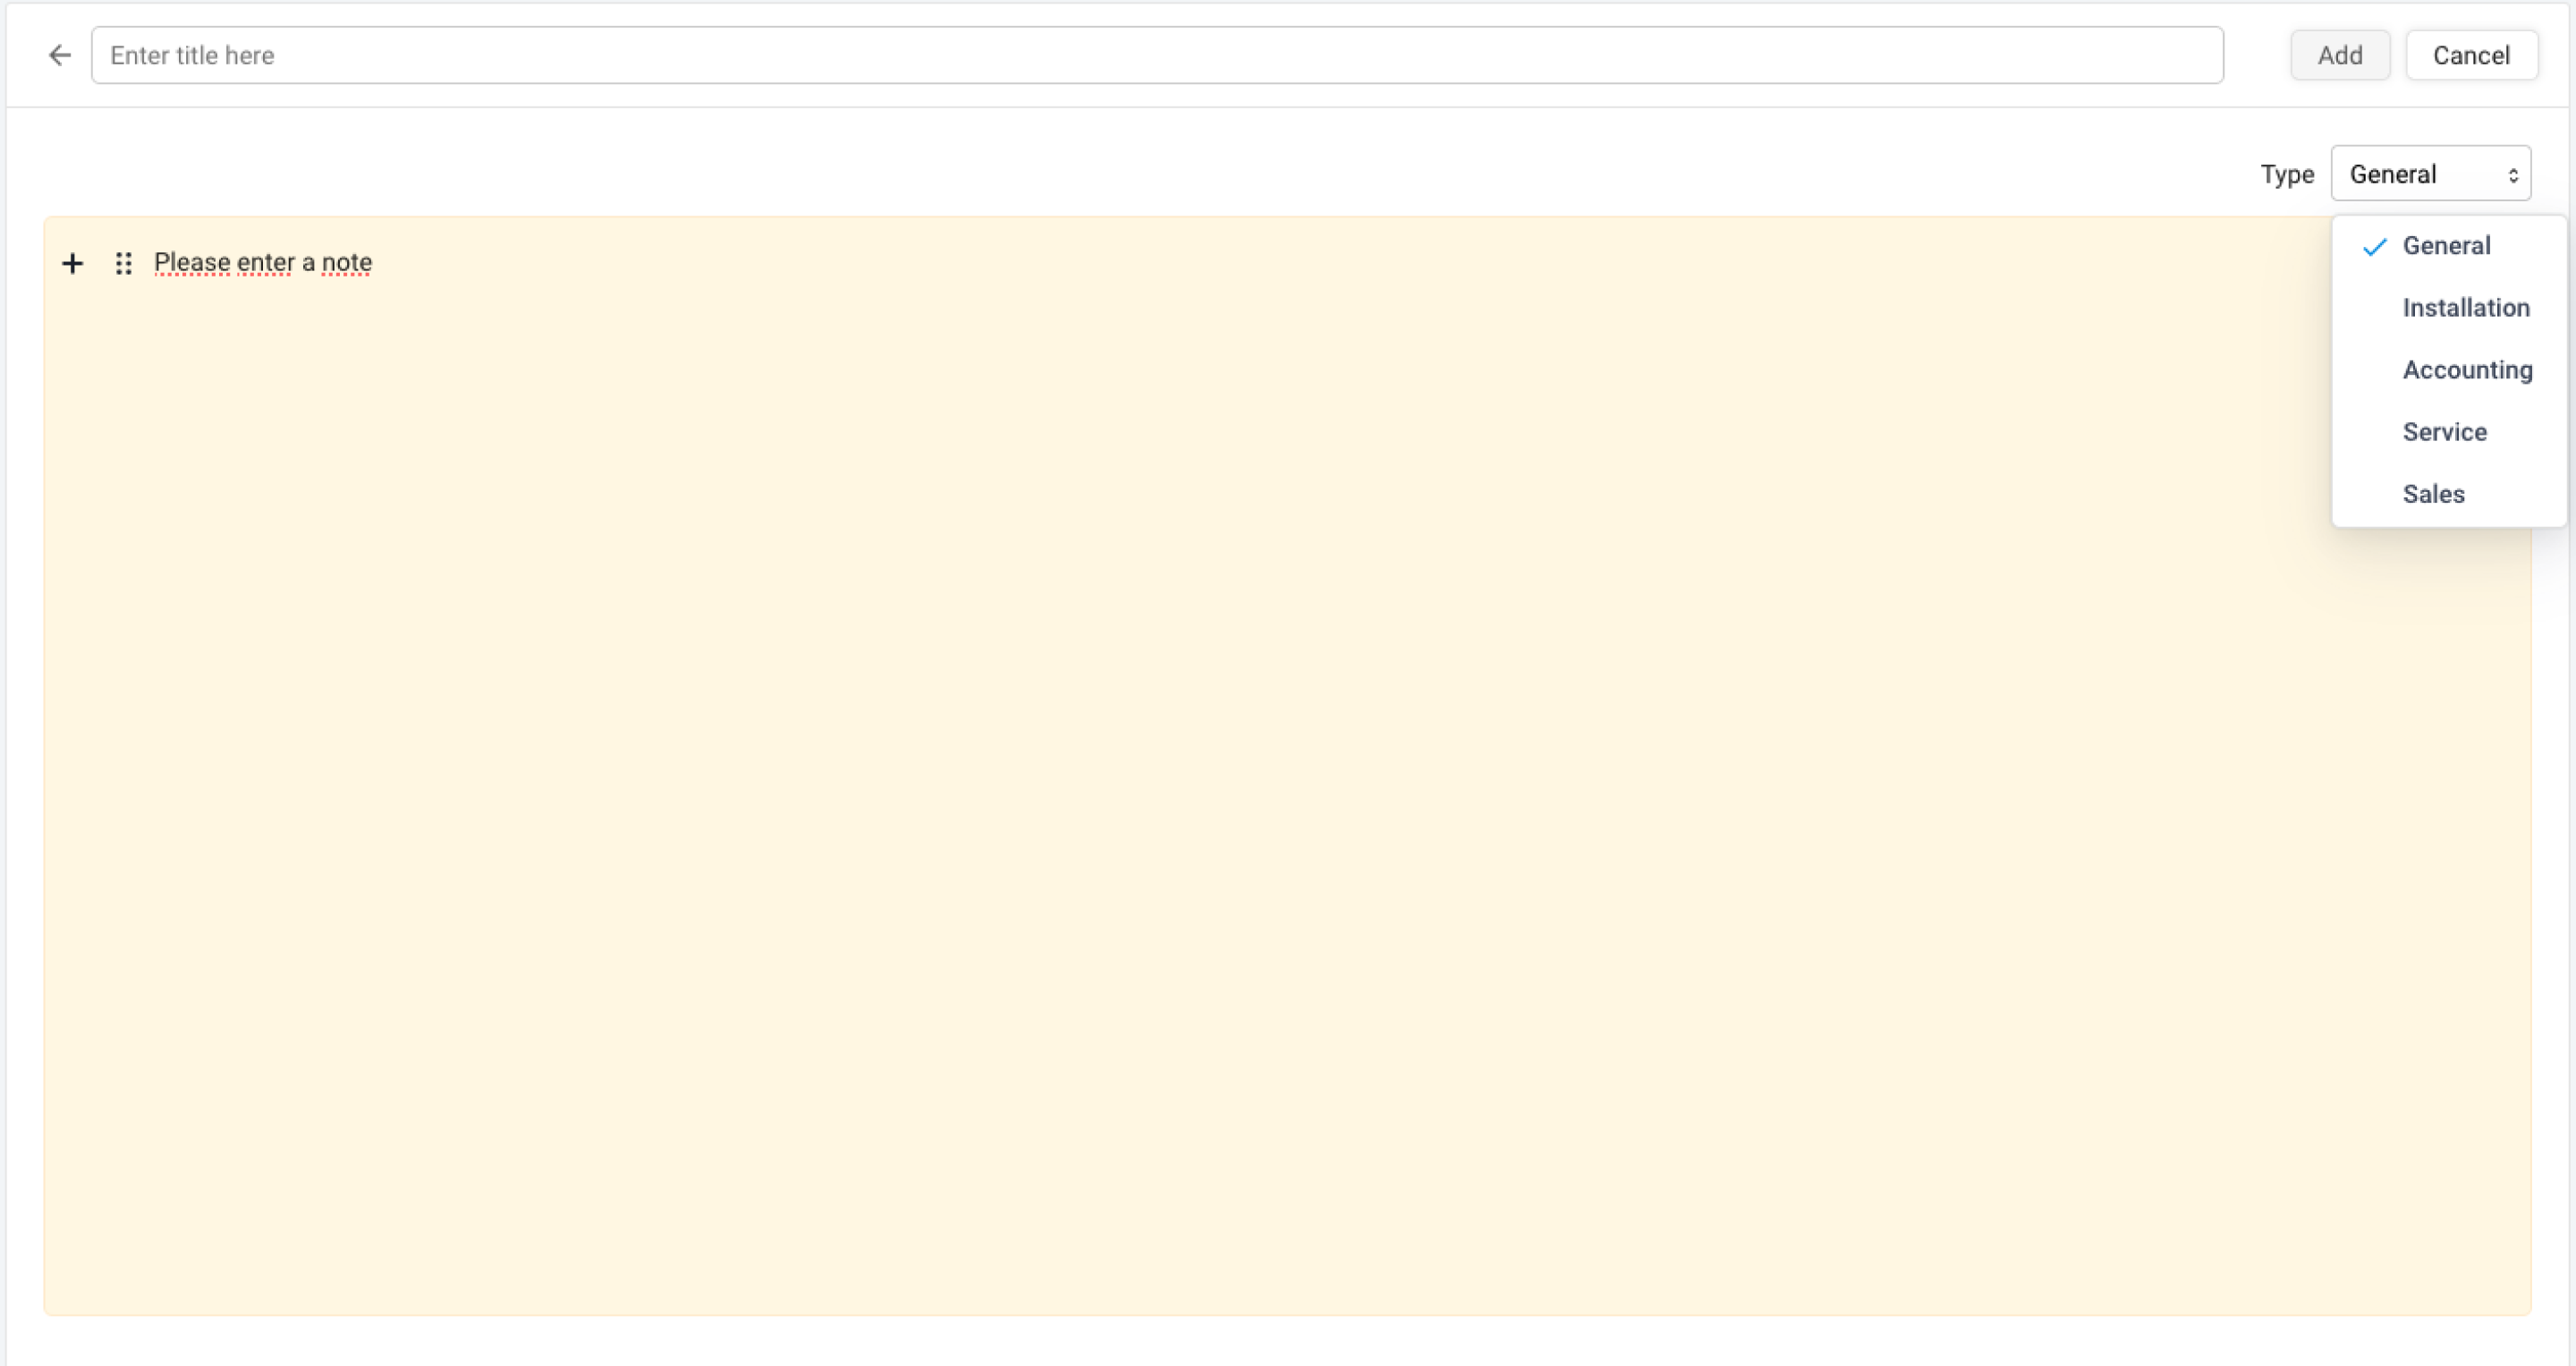 Enter title here
Add
Cancel
Type
General
Please enter a note
General
Installation
Accounting
Service
Sales